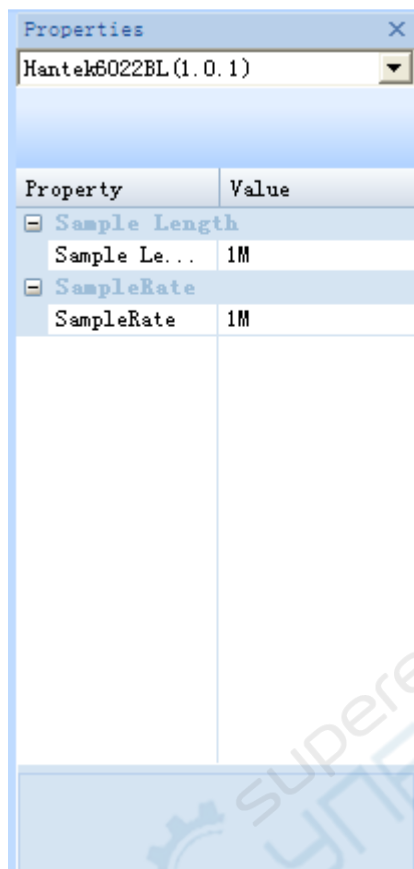 Properties
Hantek6022BL(1.0.1)
Property Value
Sample Length
Sample Le... 1M
SampleRate
SampleRate 1M